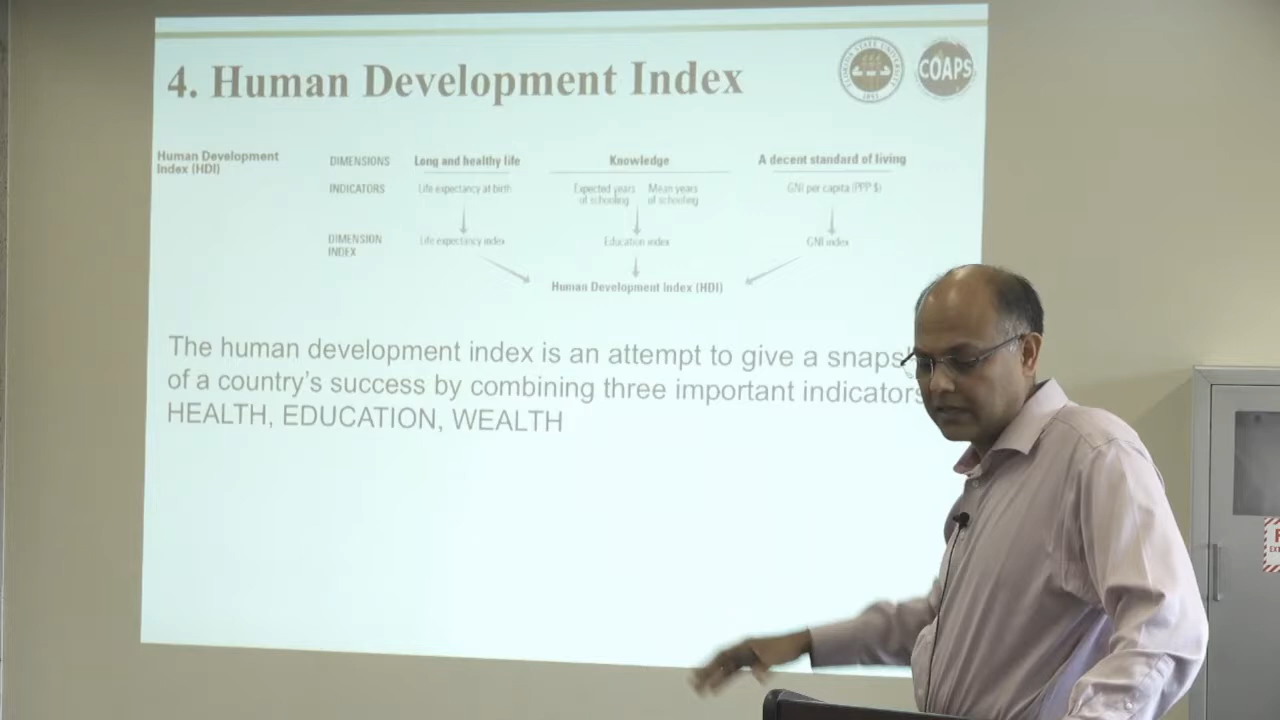 4. Human Development Index
COAPS
Human Development
Index (HDI)
DIMENSIONS
Long and healthy life
Knowledge
A decent standard of living
INDICATORS
Life expectancy at birth
Expected years
of schooling
Mean years
of schooling
GNI per capita (PPP $)
DIMENSION
INDEX
Life expectancy index
Education index
GNI index
Human Development Index (HDI)
The human development index is an attempt to give a
of a country's success by combining three important indicators
HEALTH, EDUCATION, WEALTH